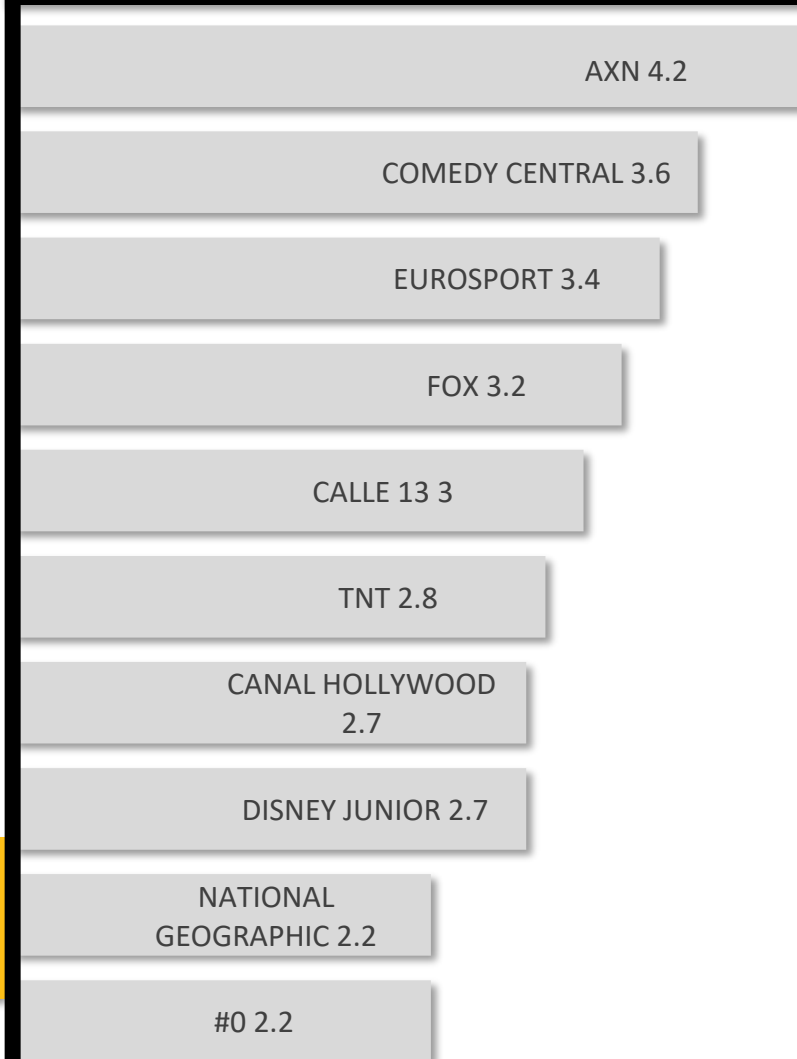 AXN 4.2
COMEDY CENTRAL 3.6
EUROSPORT 3.4
FOX 3.2
CALLE 13 3
TNT 2.8
CANAL HOLLYWOOD
2.7
DISNEY JUNIOR 2.7
NATIONAL
GEOGRAPHIC 2.2
#0 2.2